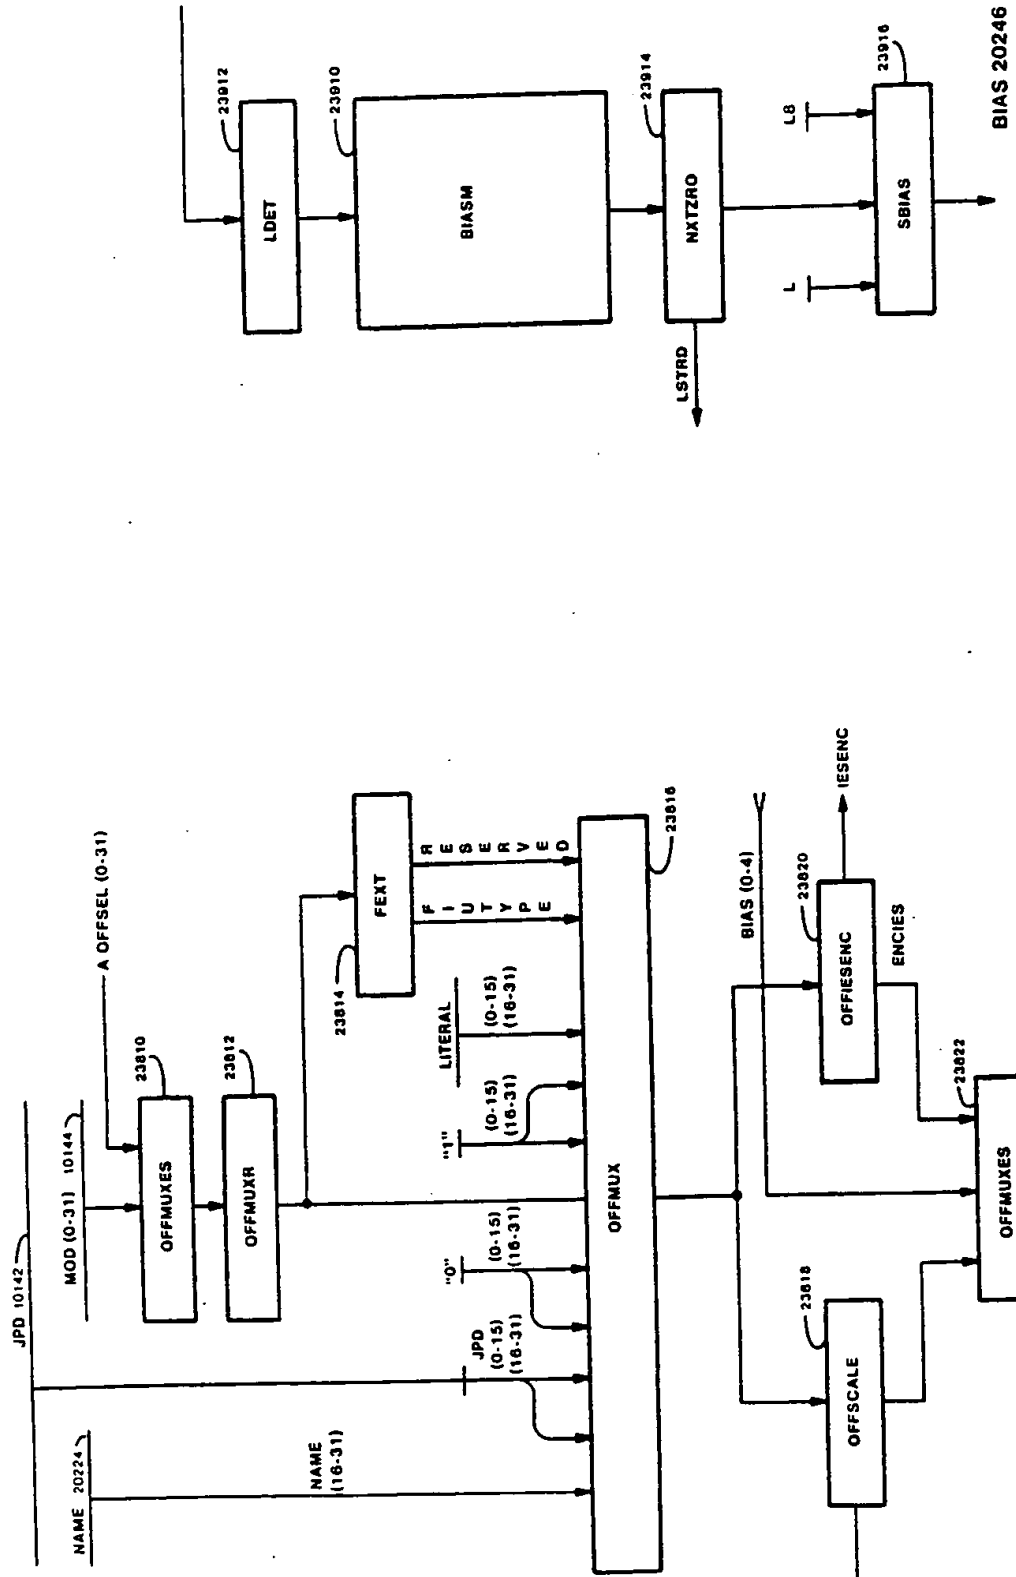 23912
LDET
23910
BIASM
23914
NXTZRO
LSTRD
L
L8
23916
SBIAS
BIAS 20246
JPD 10142
MOD (0-31) 10144
A OFFSEL (0-31)
NAME 20224
23810
OFFMUXES
23812
OFFMUXR
23814
FEXT
FIUTYPE
RESERVED
NAME
(16-31)
JPD
(0-15)
(16-31)
"0"
(0-15)
(16-31)
"1"
(0-15)
(16-31)
LITERAL
(0-15)
(16-31)
OFFMUX
23816
BIAS (0-4)
23818
OFFSCALE
23820
OFFIESENC
IESENC
ENCIES
23822
OFFMUXES